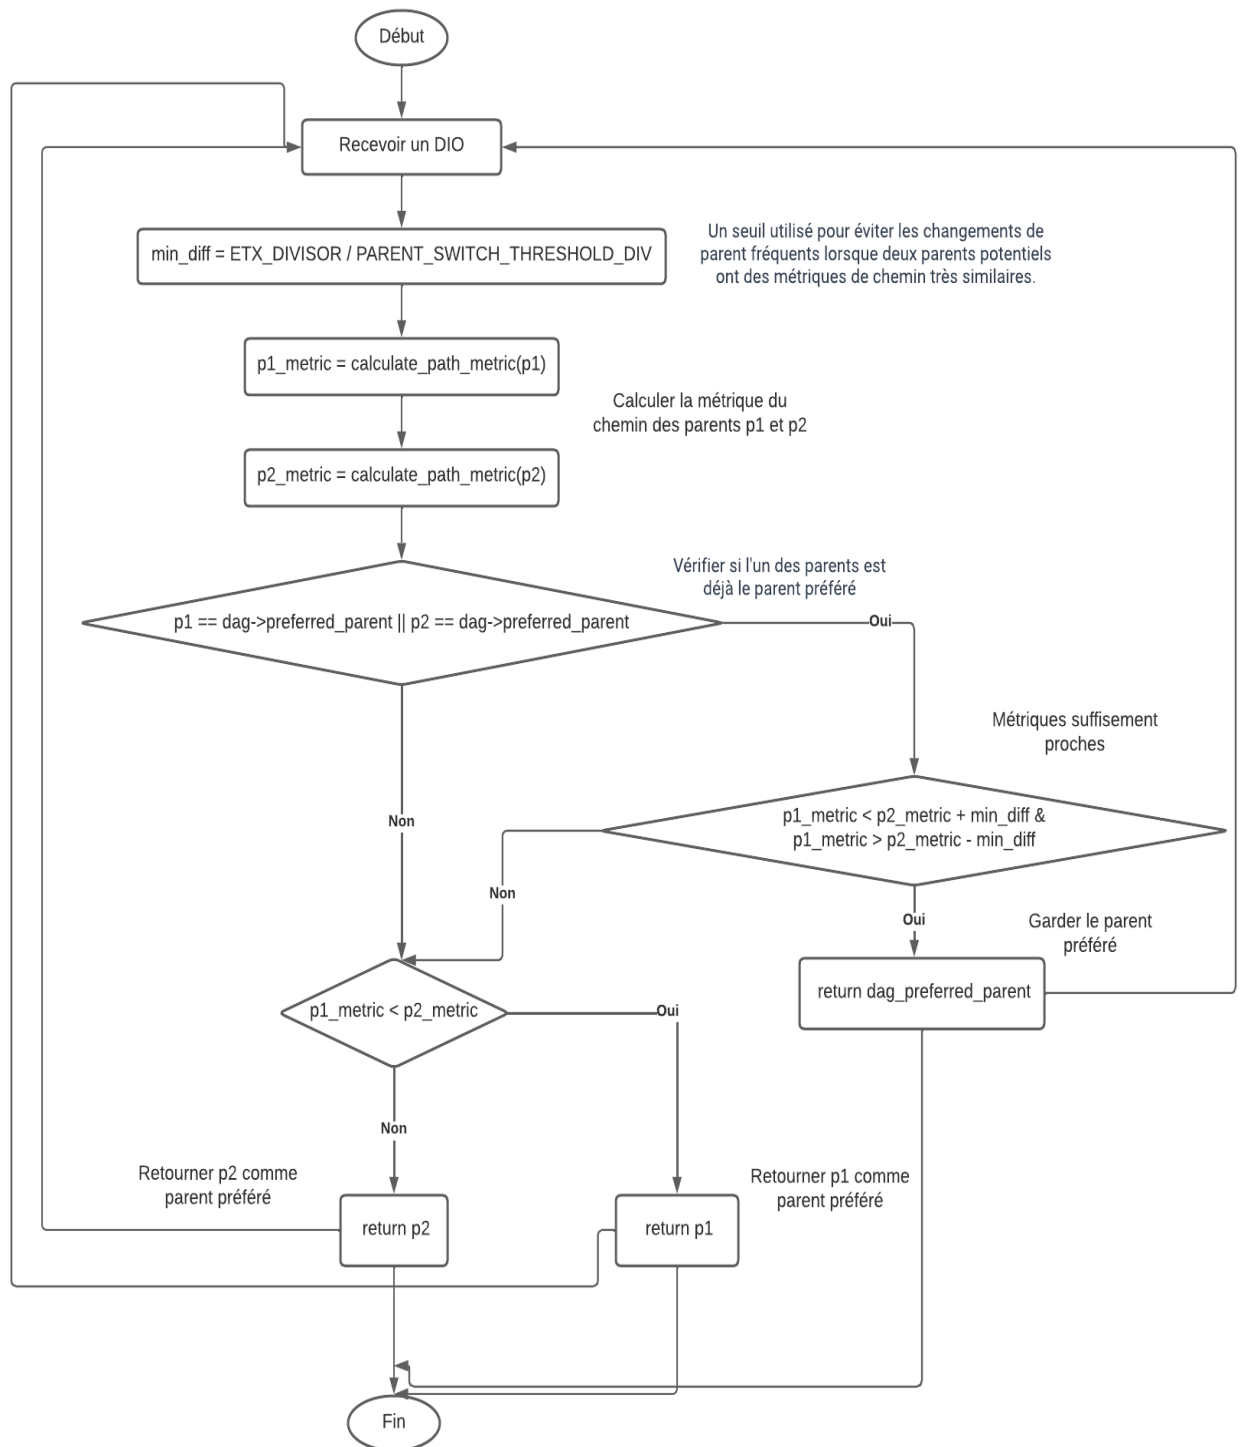 Début
Recevoir un DIO
min_diff = ETX_DIVISOR / PARENT_SWITCH_THRESHOLD_DIV
Un seuil utilisé pour éviter les changements de
parent fréquents lorsque deux parents potentiels
ont des métriques de chemin très similaires.
p1_metric = calculate_path_metric(p1)
Calculer la métrique du
chemin des parents p1 et p2
p2_metric = calculate_path_metric(p2)
Vérifier si l'un des parents est
déjà le parent préféré
p1 == dag->preferred_parent || p2 == dag->preferred_parent
Oui
Métriques suffisement
proches
p1_metric < p2_metric + min_diff &
p1_metric > p2_metric - min_diff
Non
Non
Oui
Garder le parent
préféré
return dag_preferred_parent
p1_metric < p2_metric
Oui
Non
Retourner p2 comme
parent préféré
Retourner p1 comme
parent préféré
return p2
return p1
Fin